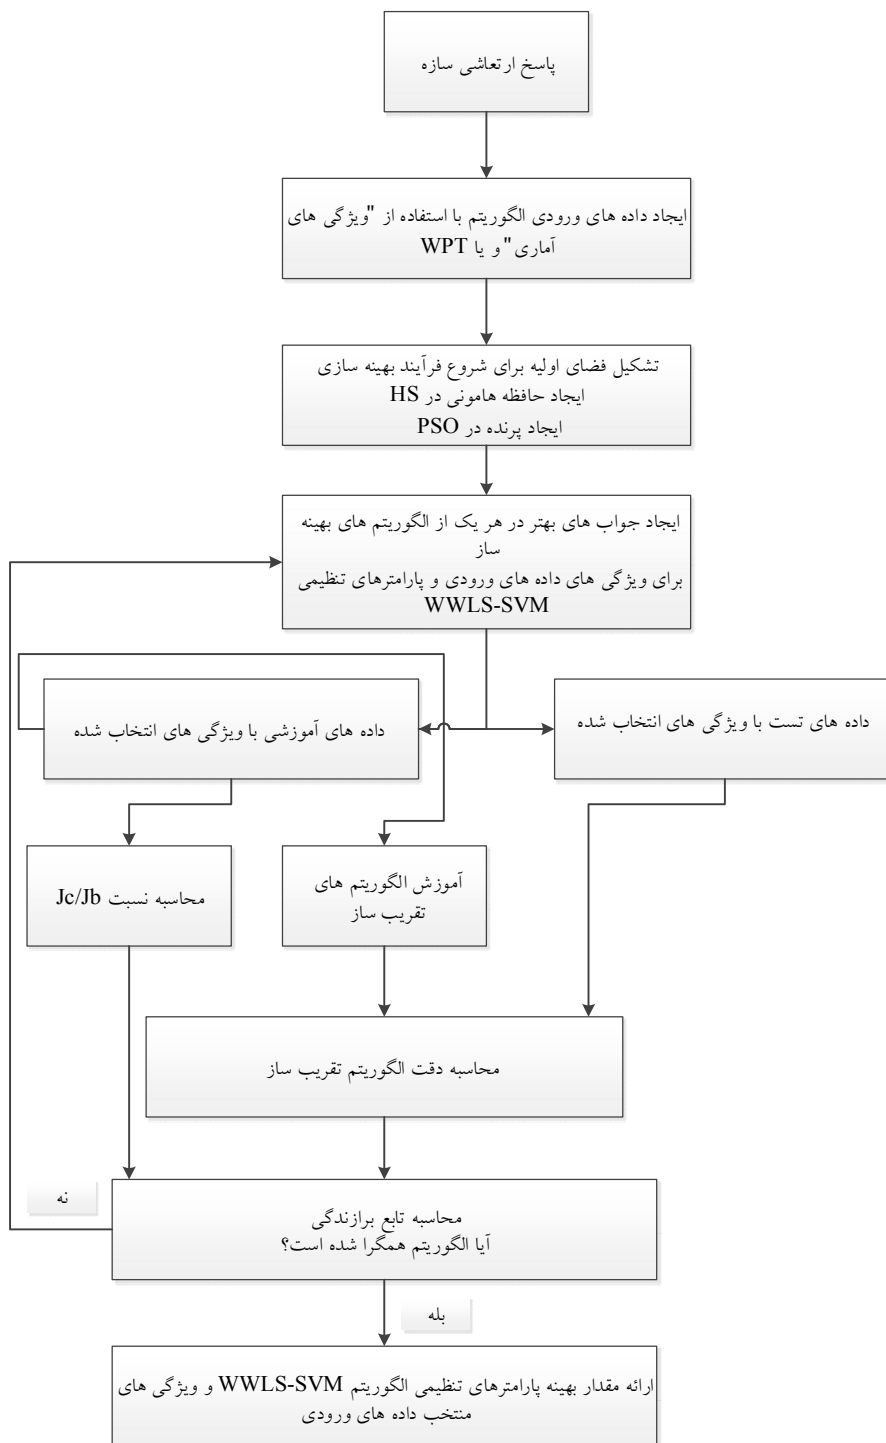 پاسخ ارتعاشی سازه
ایجاد داده های ورودی الگوریتم با استفاده از "ویژگی های
آماری" و یا WPT
تشکیل فضای اولیه برای شروع فرآیند بهینه سازی
ایجاد حافظه هامونی در HS
ایجاد پرنده در PSO
ایجاد جواب های بهتر در هر یک از الگوریتم های بهینه
ساز
برای ویژگی های داده های ورودی و پارامترهای تنظیمی
WWLS-SVM
داده های تست با ویژگی های انتخاب شده
داده های آموزشی با ویژگی های انتخاب شده
آموزش الگوریتم های
تقریب ساز
محاسبه نسبت Jc/Jb
محاسبه دقت الگوریتم تقریب ساز
نه
محاسبه تابع برازندگی
آیا الگوریتم همگرا شده است؟
بله
ارائه مقدار بهینه پارامترهای تنظیمی الگوریتم WWLS-SVM و ویژگی های
منتخب داده های ورودی